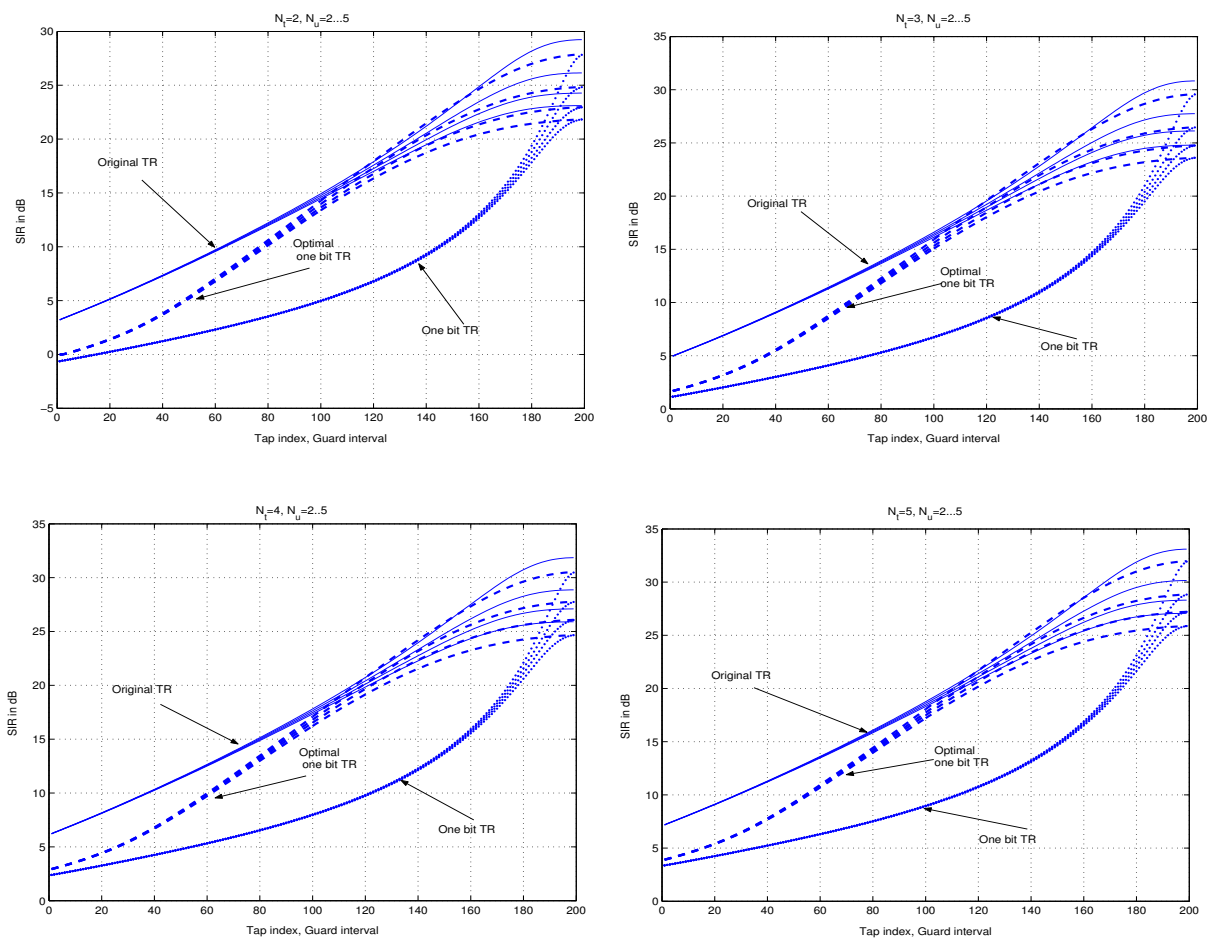 N_t=2, N_u=2...5
30
25
20
15
10
5
0
−5
SIR in dB
Original TR
Optimal
one bit TR
One bit TR
0 20 40 60 80 100 120 140 160 180 200
Tap index, Guard interval
N_t=3, N_u=2...5
35
30
25
20
15
10
5
0
SIR in dB
Original TR
Optimal
one bit TR
One bit TR
0 20 40 60 80 100 120 140 160 180 200
Tap index, Guard interval
N_t=4, N_u=2...5
35
30
25
20
15
10
5
0
SIR in dB
Original TR
Optimal
one bit TR
One bit TR
0 20 40 60 80 100 120 140 160 180 200
Tap index, Guard interval
N_t=5, N_u=2...5
35
30
25
20
15
10
5
0
SIR in dB
Original TR
Optimal
one bit TR
One bit TR
0 20 40 60 80 100 120 140 160 180 200
Tap index, Guard interval